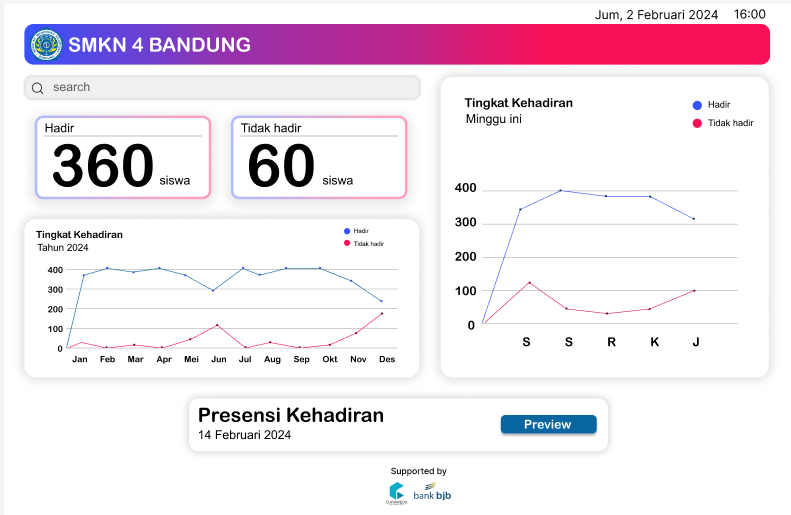 Jum, 2 Februari 2024 16:00
SMKN 4 BANDUNG
search
Hadir
360 siswa
Tidak hadir
60 siswa
Tingkat Kehadiran
Tahun 2024
Hadir
Tidak hadir
400
300
200
100
0
Jan Feb Mar Apr Mei Jun Jul Aug Sep Okt Nov Des
Tingkat Kehadiran
Minggu ini
Hadir
Tidak hadir
400
300
200
100
0
S S R K J
Presensi Kehadiran
14 Februari 2024
Preview
Supported by
bank bjb